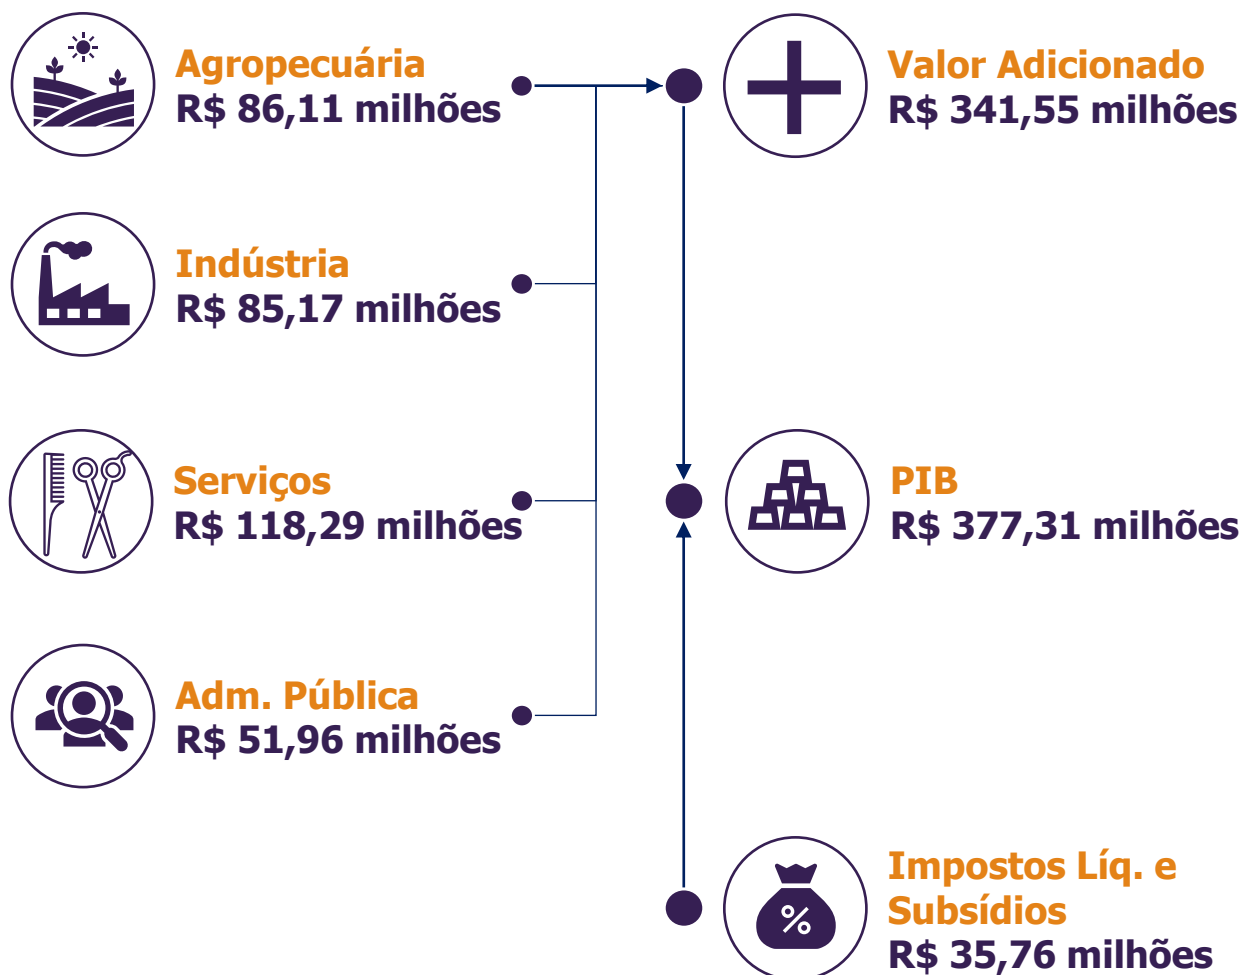 Agropecuária
R$ 86,11 milhões
Indústria
R$ 85,17 milhões
Serviços
R$ 118,29 milhões
Adm. Pública
R$ 51,96 milhões
Valor Adicionado
R$ 341,55 milhões
PIB
R$ 377,31 milhões
%
Impostos Líq. e
Subsídios
R$ 35,76 milhões